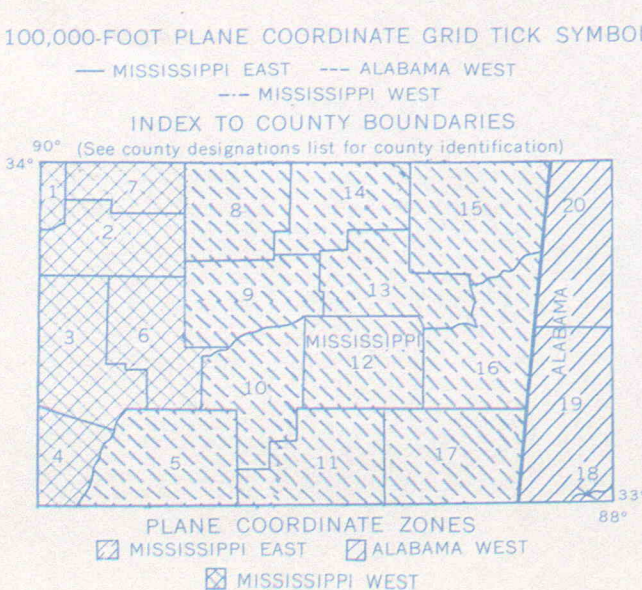 100,000-FOOT PLANE COORDINATE GRID TICK SYMBOL
MISSISSIPPI EAST ALABAMA WEST
MISSISSIPPI WEST
INDEX TO COUNTY BOUNDARIES
90° (See county designations list for county identification)
34°
1 7 8 14 15 20
2
9 13
ALABAMA
3 6 MISSISSIPPI
12 16
10 19
4 5 11 17 18
33°
88°
PLANE COORDINATE ZONES
MISSISSIPPI EAST ALABAMA WEST
MISSISSIPPI WEST